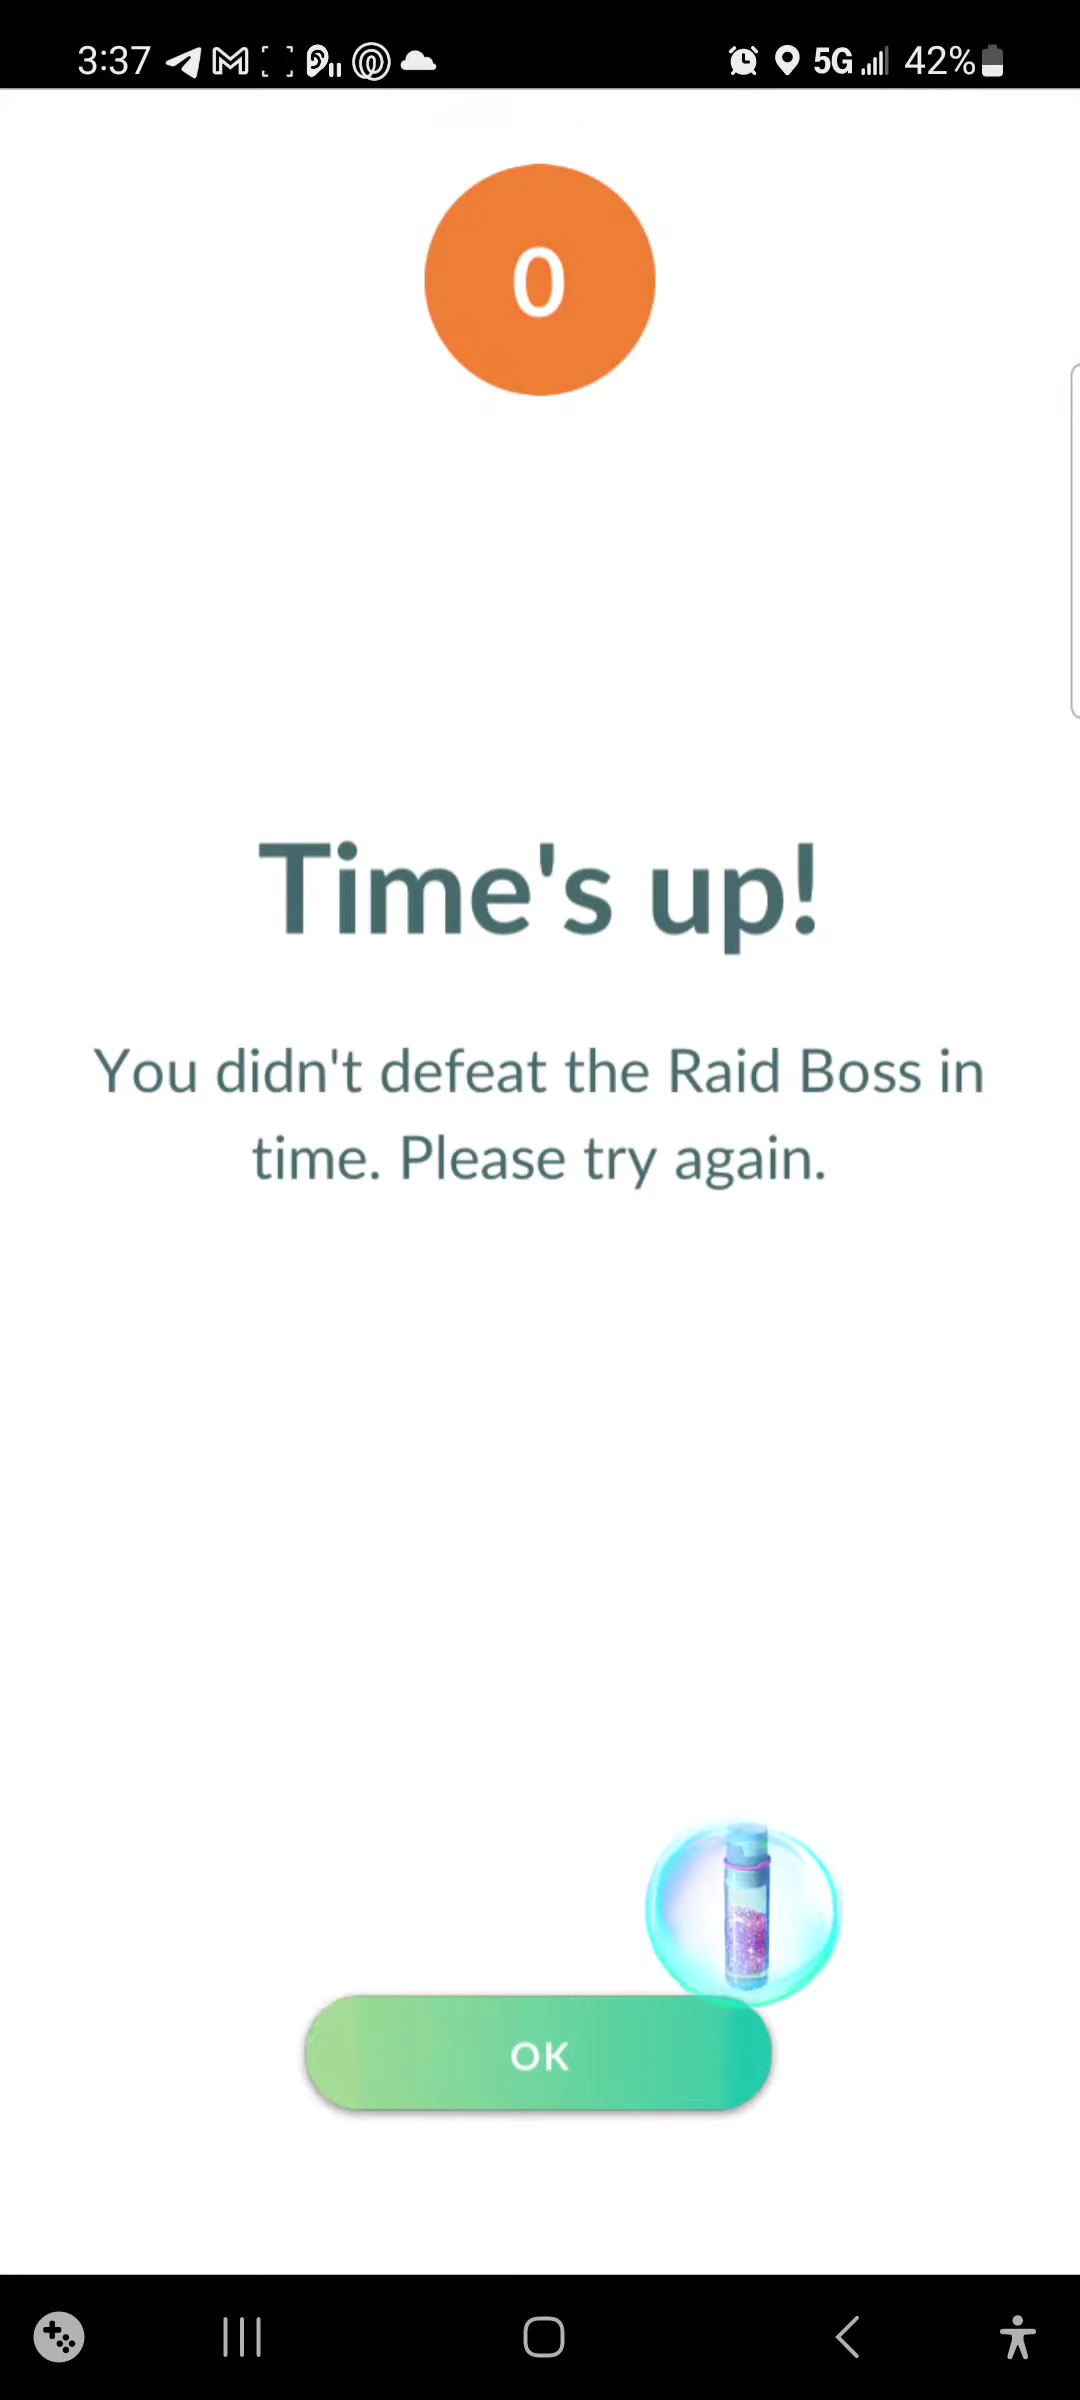 3:37 5G 42%
0
Time's up!
You didn't defeat the Raid Boss in
time. Please try again.
OK